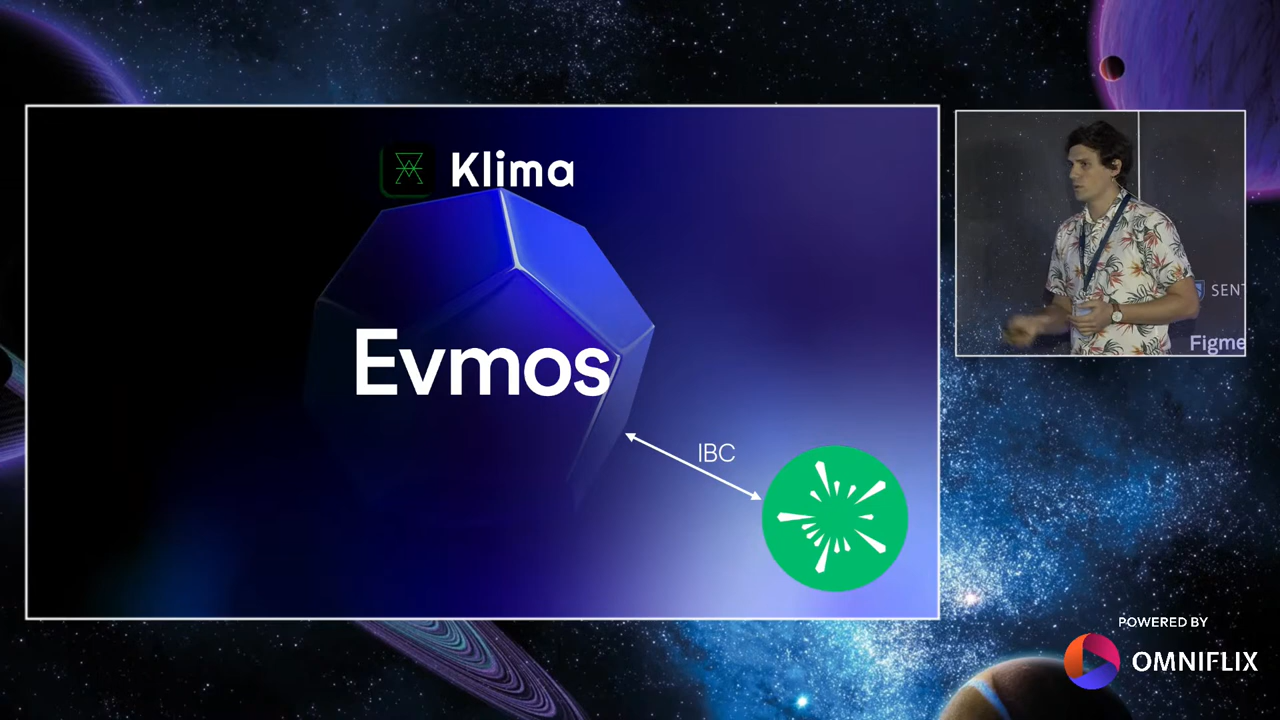 Klima
Evmos
IBC
SENT
Figme
POWERED BY
OMNIFLIX